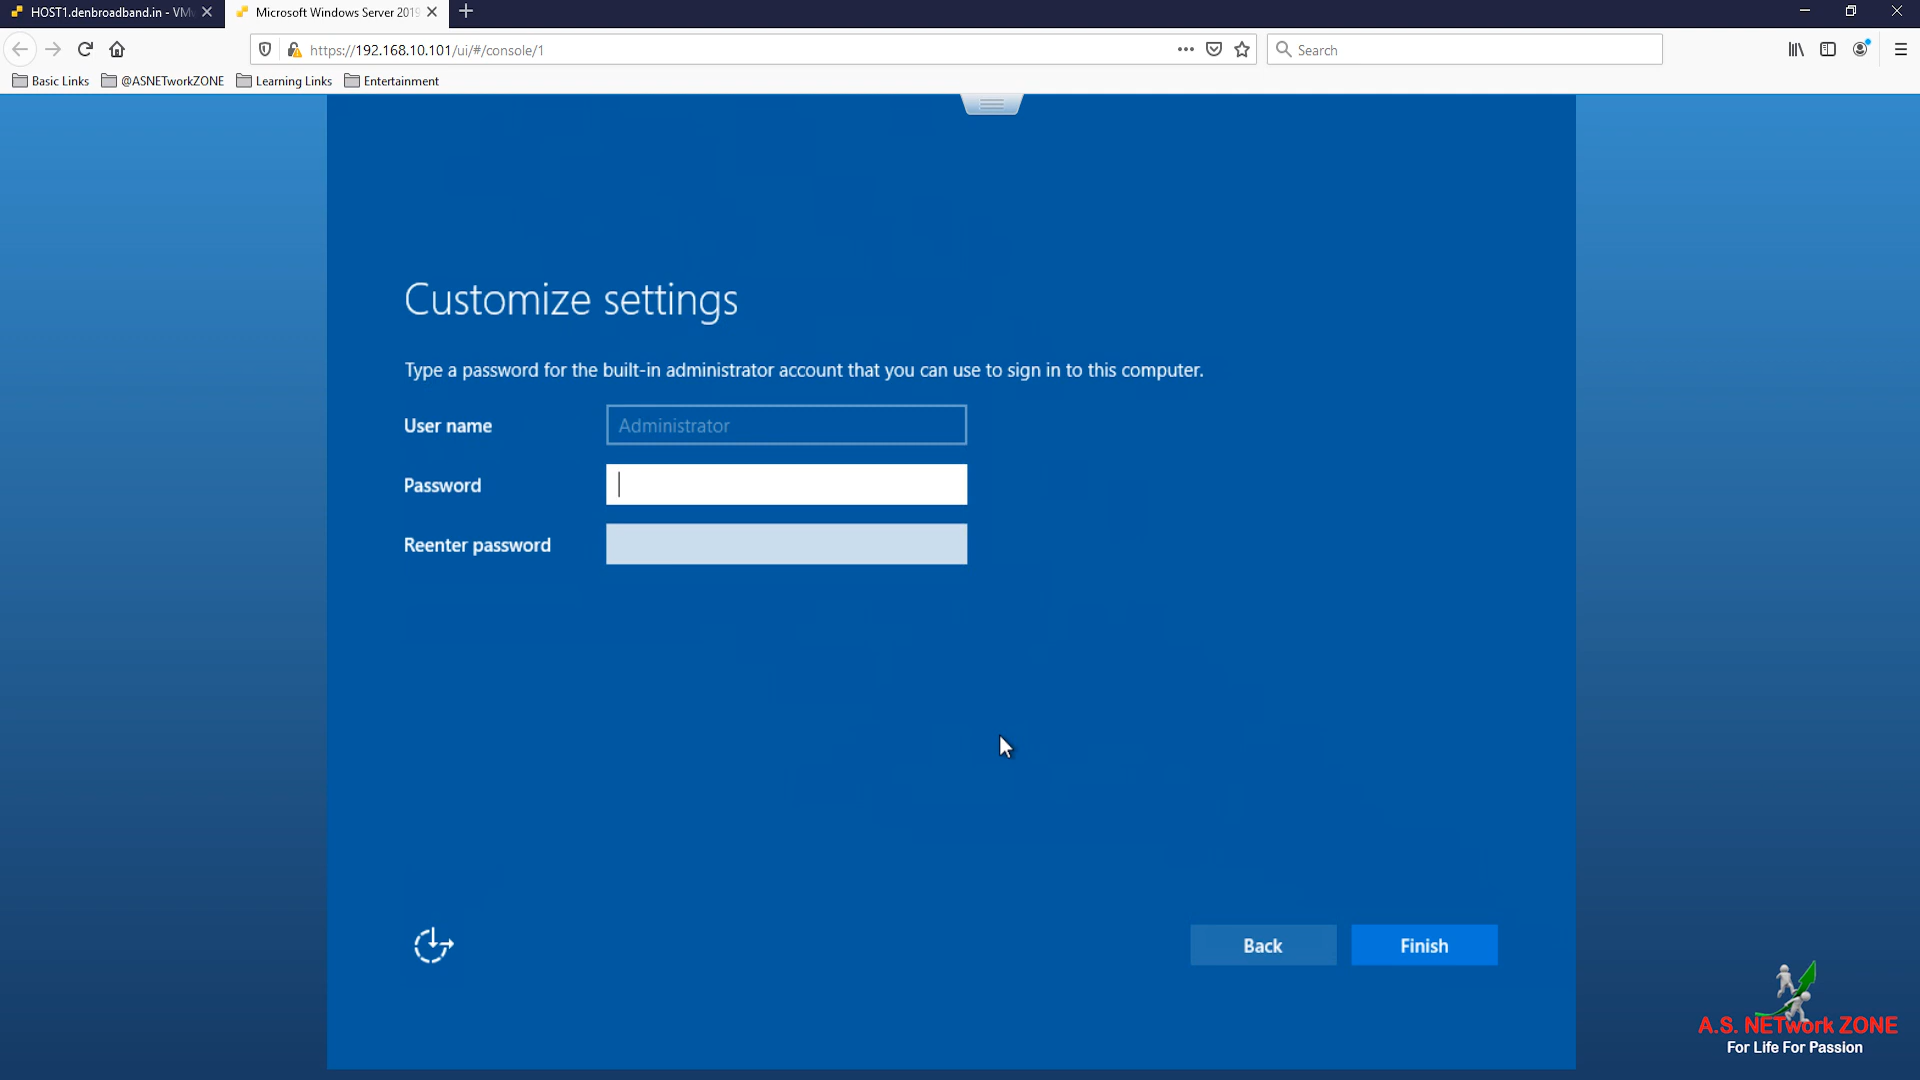 HOST1.denbroadband.in - VM
Microsoft Windows Server 2019
https://192.168.10.101/ui/#/console/1
Search
Basic Links
@ASNETworkZONE
Learning Links
Entertainment
Customize settings
Type a password for the built-in administrator account that you can use to sign in to this computer.
User name
Administrator
Password
Reenter password
Back
Finish
A.S. NETwork ZONE
For Life For Passion